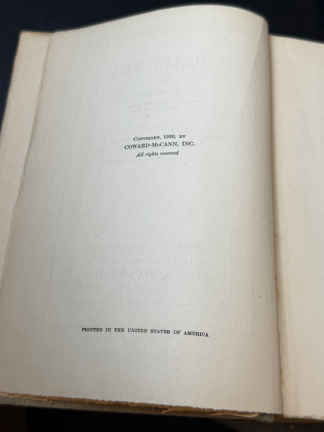 COPYRIGHT, BY
COWARD-McCANN, INC.
All rights reserved
PRINTED IN THE UNITED STATES OF AMERICA